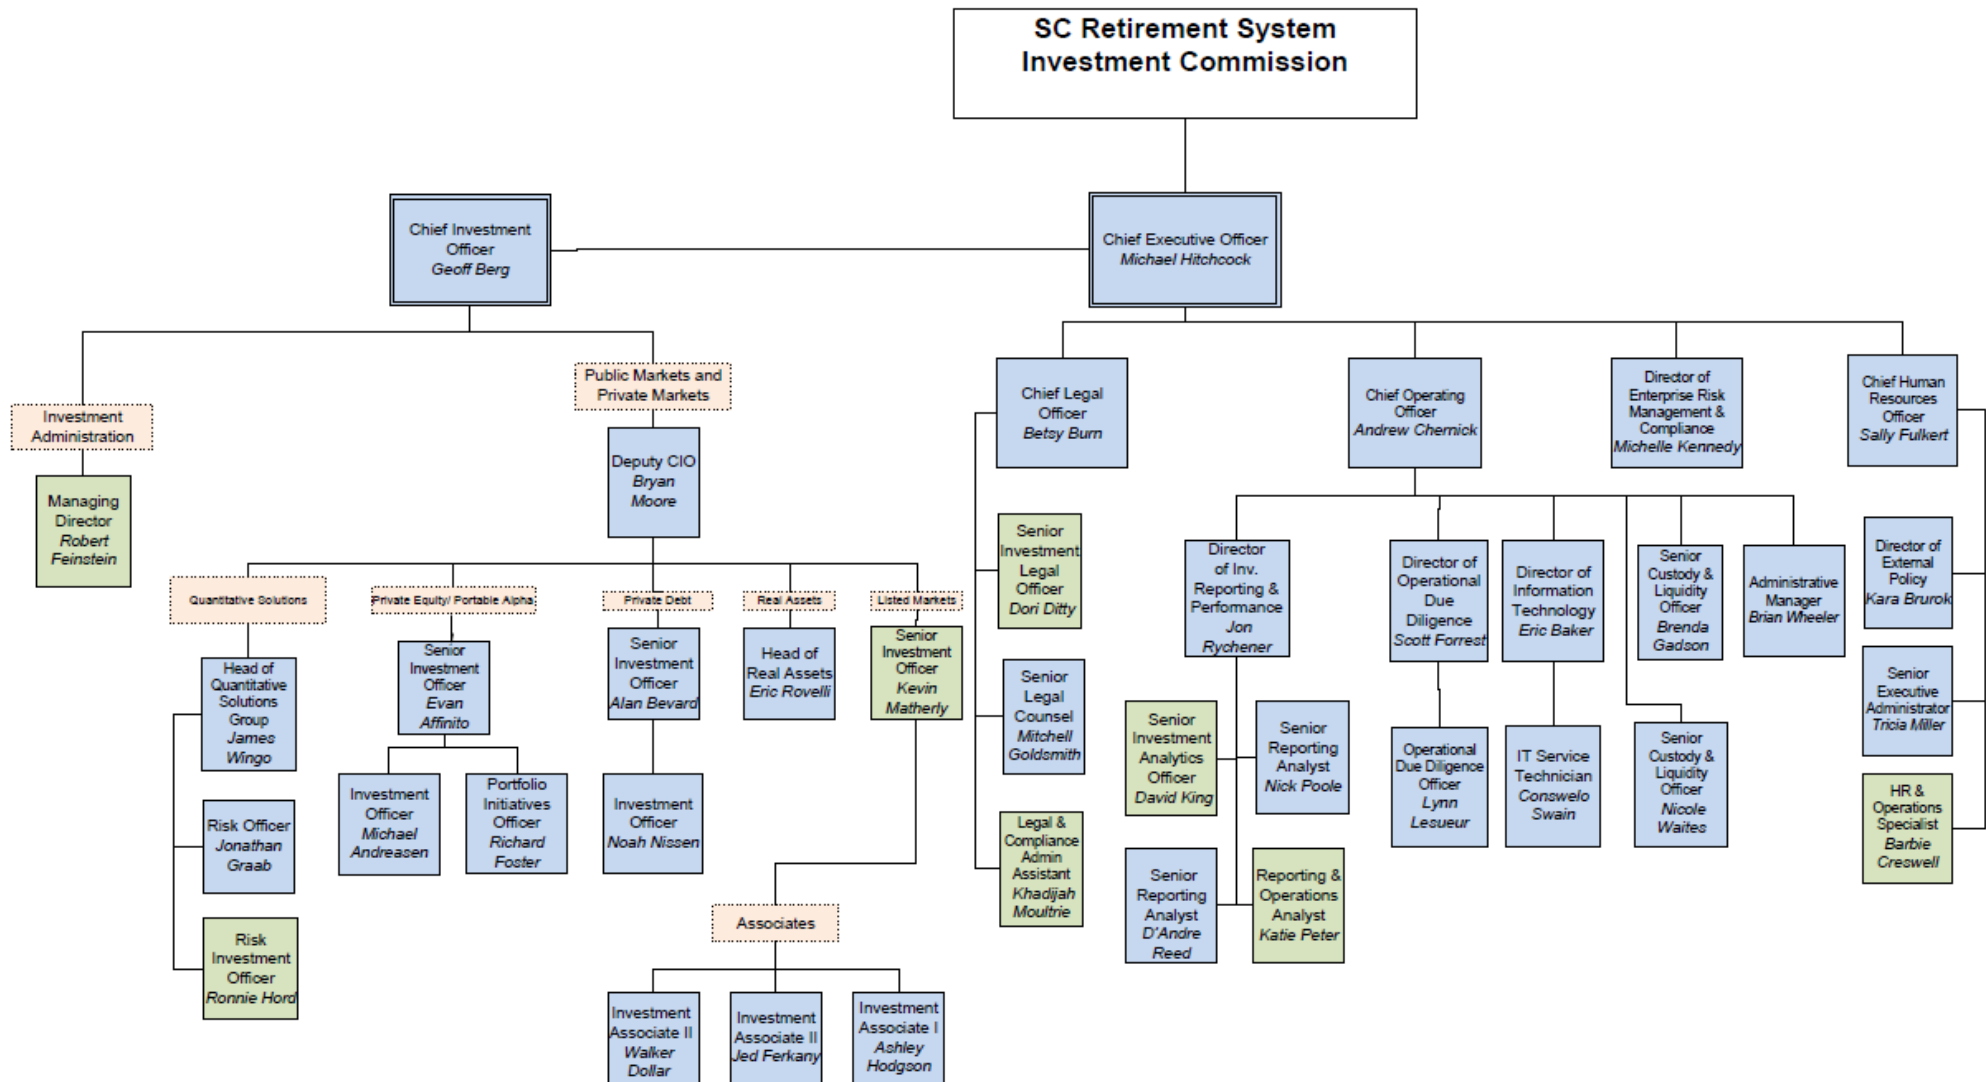 SC Retirement System
Investment Commission
Chief Investment
Officer
Geoff Berg
Chief Executive Officer
Michael Hitchcock
Investment
Administration
Managing
Director
Robert
Feinstein
Public Markets and
Private Markets
Deputy CIO
Bryan
Moore
Quantitative Solutions
Head of
Quantitative
Solutions
Group
James
Wingo
Risk Officer
Jonathan
Graab
Risk
Investment
Officer
Ronnie Hord
Private Equity/ Portable Alpha
Senior
Investment
Officer
Evan
Affinito
Investment
Officer
Michael
Andreasen
Portfolio
Initiatives
Officer
Richard
Foster
Private Debt
Senior
Investment
Officer
Alan Bevard
Investment
Officer
Noah Nissen
Real Assets
Head of
Real Assets
Eric Rovelli
Listed Markets
Senior
Investment
Officer
Kevin
Matherly
Associates
Investment
Associate II
Walker
Dollar
Investment
Associate II
Jed Ferkany
Investment
Associate I
Ashley
Hodgson
Chief Legal
Officer
Betsy Burn
Senior
Investment
Legal
Officer
Dori Ditty
Senior
Legal
Counsel
Mitchell
Goldsmith
Legal &
Compliance
Admin
Assistant
Khadijah
Moultrie
Chief Operating
Officer
Andrew Chernick
Director
of Inv.
Reporting &
Performance
Jon
Rychener
Senior
Investment
Analytics
Officer
David King
Senior
Reporting
Analyst
Nick Poole
Senior
Reporting
Analyst
D'Andre
Reed
Reporting &
Operations
Analyst
Katie Peter
Director of
Operational
Due
Diligence
Scott Forrest
Operational
Due Diligence
Officer
Lynn
Lesueur
Director of
Information
Technology
Eric Baker
IT Service
Technician
Conswelo
Swain
Senior
Custody &
Liquidity
Officer
Brenda
Gadson
Senior
Custody &
Liquidity
Officer
Nicole
Waites
Administrative
Manager
Brian Wheeler
Director of
Enterprise Risk
Management &
Compliance
Michelle Kennedy
Chief Human
Resources
Officer
Sally Fulkert
Director of
External
Policy
Kara Brurok
Senior
Executive
Administrator
Tricia Miller
HR &
Operations
Specialist
Barbie
Creswell